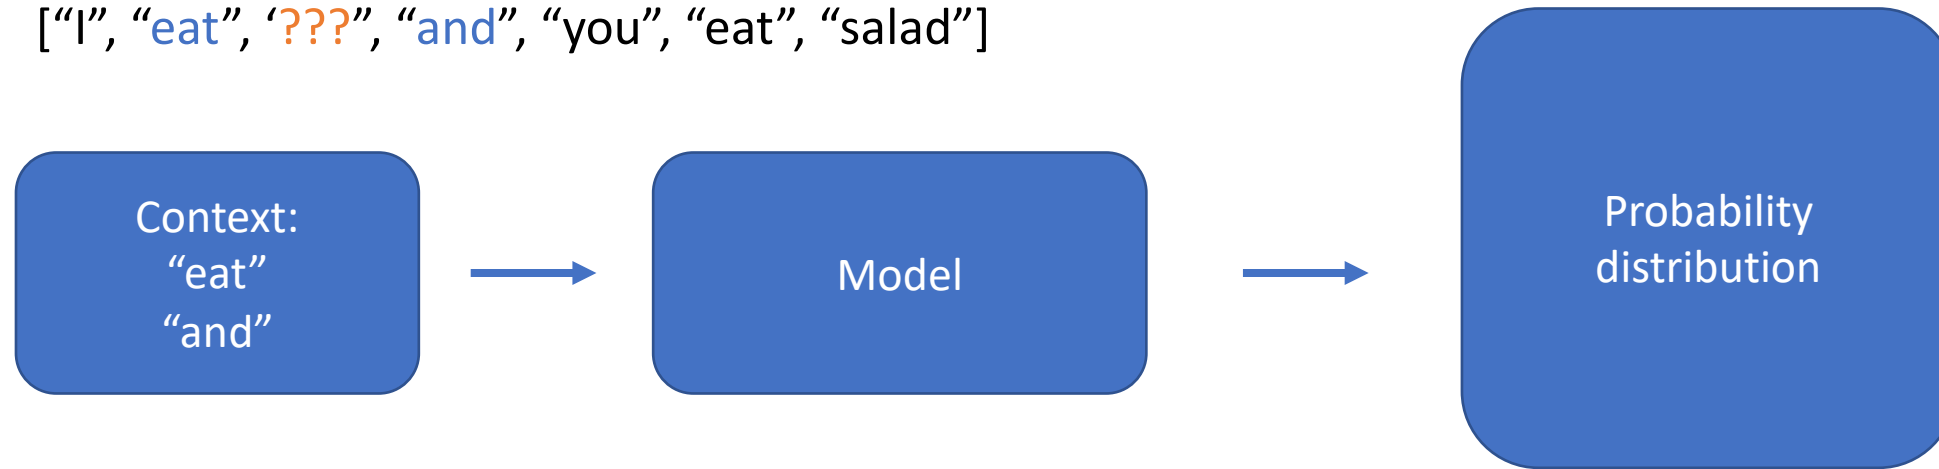 [“I”, “eat”, ‘???”, “and”, “you”, “eat”, “salad”]
Context:
“eat”
“and”
Model
Probability
distribution